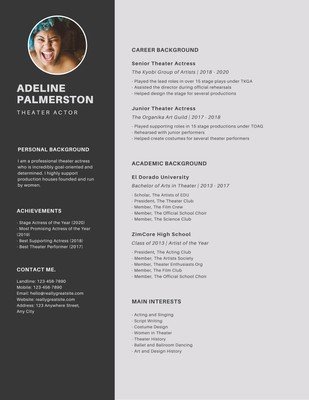 ADELINE
PALMERSTON
THEATER ACTOR
PERSONAL BACKGROUND
I am a professional theater actress
who is incredibly goal-oriented and
determined. I highly support
production houses founded and run
by women.
ACHIEVEMENTS
· Stage Actress of the Year (2020)
· Most Promising Actress of the Year
(2019)
· Best Supporting Actress (2018)
· Best Theater Performer (2017)
CONTACT ME.
Landline: 123-456-7890
Mobile: 123-456-7890
Email: hello@reallygreatsite.com
Website: reallygreatsite.com
Address: 123 Anywhere Street,
Any City
CAREER BACKGROUND
Senior Theater Actress
The Kyobi Group of Artists | 2018 - 2020
· Played the lead roles in over 15 stage plays under TKGA
· Assisted the director during official rehearsals
· Helped design the stage for several productions
Junior Theater Actress
The Organika Art Guild | 2017 - 2018
· Played supporting roles in 15 stage productions under TOAG
· Rehearsed with junior performers
· Helped create costumes for several theater performers
ACADEMIC BACKGROUND
El Dorado University
Bachelor of Arts in Theater | 2013 - 2017
· Scholar, The Artists of EDU
· President, The Theater Club
· Member, The Film Crew
· Member, The Official School Choir
· Member, The Science Club
ZimCore High School
Class of 2013 | Artist of the Year
· President, The Acting Club
· Member, The Artists Society
· Member, Theater Enthusiasts Org
· Member, The Film Club
· Member, The Official School Choir
MAIN INTERESTS
· Acting and Singing
· Script Writing
· Costume Design
· Women in Theater
· Theater History
· Ballet and Ballroom Dancing
· Art and Design History